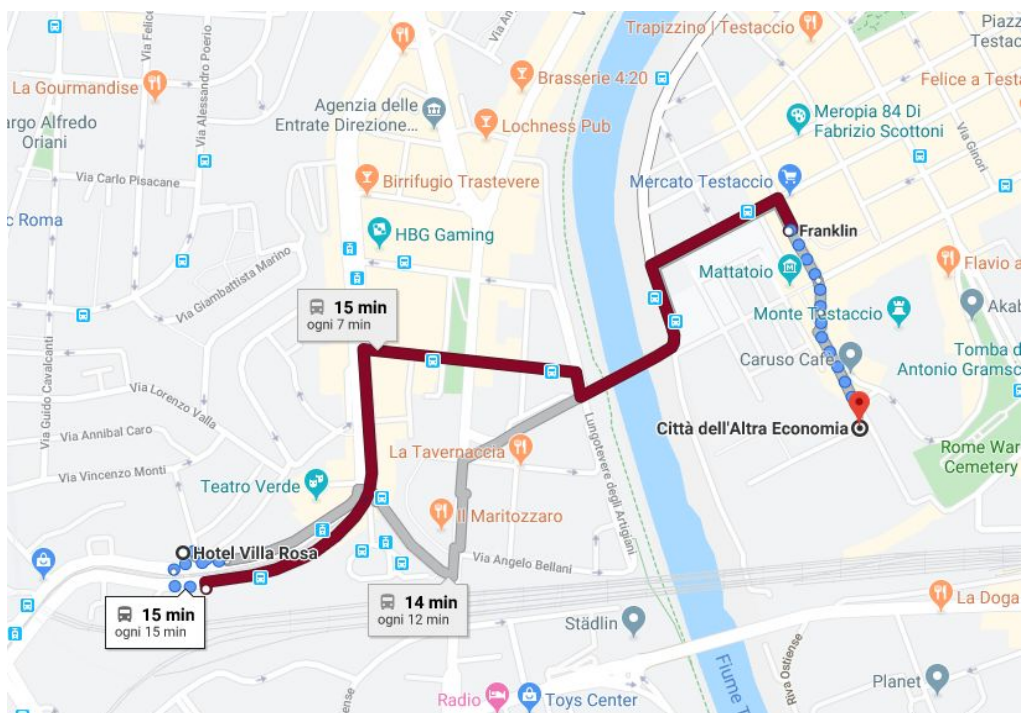 Trapizzino | Testaccio
Piazz
Testac
Via Felice
Via An
Via Alessandro Poerio
La Gourmandise
Brasserie 4:20
Felice a Testa
Agenzia delle
Entrate Direzione...
Meropia 84 Di
Fabrizio Scottoni
argo Alfredo
Oriani
Lochness Pub
Via Ginori
Via Carlo Pisacane
Birrifugio Trastevere
Mercato Testaccio
c Roma
HBG Gaming
Franklin
Via Giambattista Marino
Mattatoio
Flavio a
15 min
ogni 7 min
Monte Testaccio
Akab
Via Guido Cavalcanti
Caruso Cafè
Tomba d
Antonio Gramsc
Via Lorenzo Valla
Via Annibal Caro
Città dell'Altra Economia
La Tavernaccia
Lungotevere degli Artigiani
Rome War
Cemetery
Via Vincenzo Monti
Teatro Verde
Il Maritozzaro
Hotel Villa Rosa
Via Angelo Bellani
15 min
ogni 15 min
14 min
ogni 12 min
La Doga
Städlin
Fiume T
Riva Ostiense
Planet
Radio
Toys Center